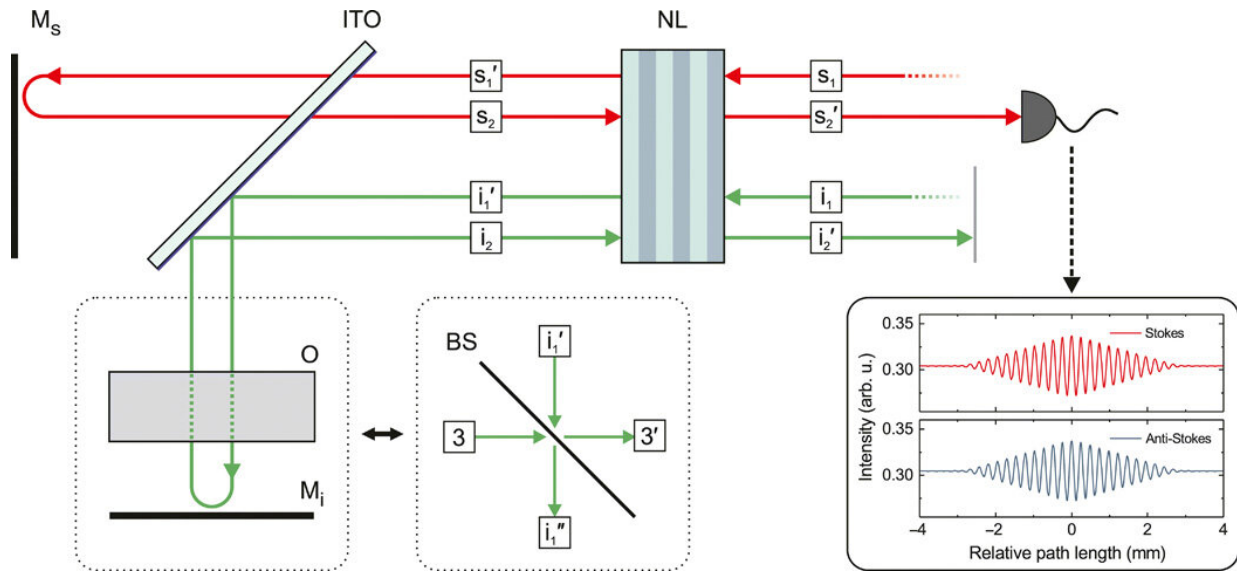 Mₛ
ITO
NL
s₁′
s₁
s₂
s₂′
i₁′
i₁
i₂
i₂′
O
Mᵢ
BS
i₁′
3
3′
i₁″
Intensity (arb. u.)
0.35
0.30
Stokes
0.35
0.30
Anti-Stokes
−4
−2
0
2
4
Relative path length (mm)